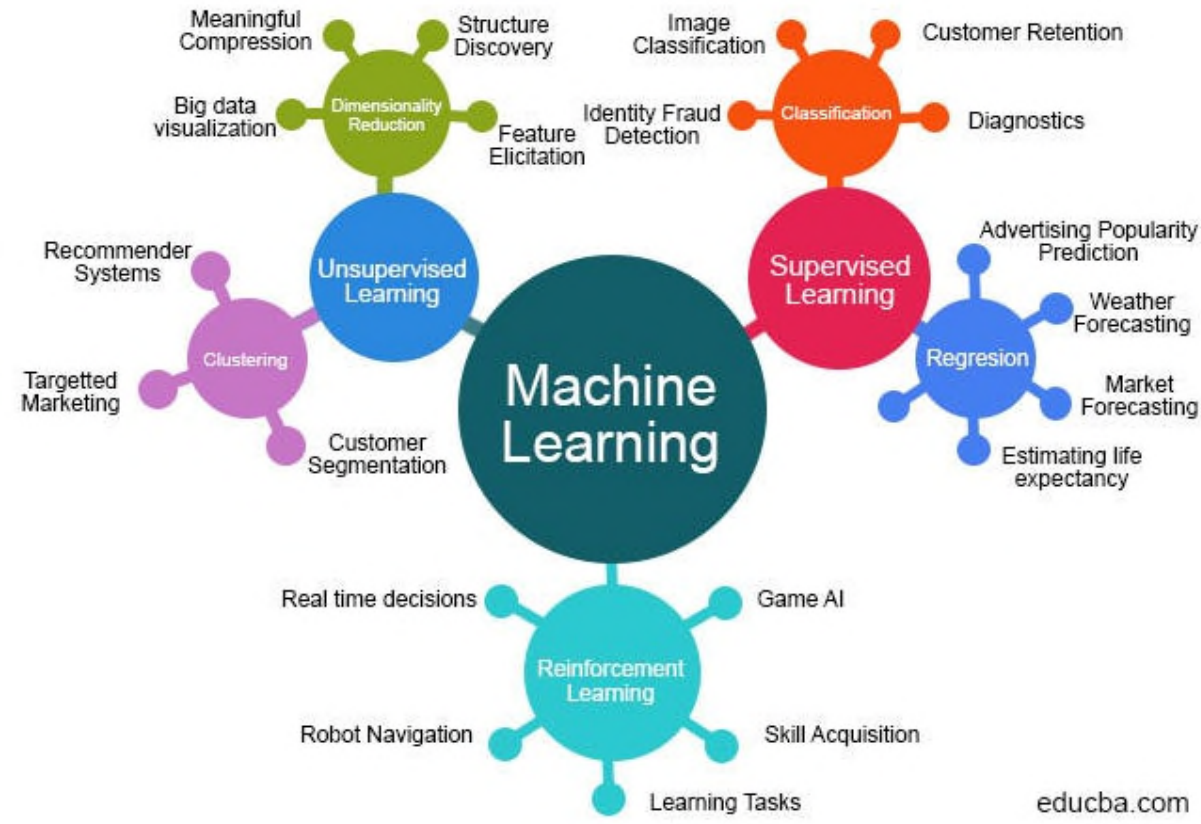 Meaningful
Compression
Structure
Discovery
Big data
visualization
Dimensionality
Reduction
Feature
Elicitation
Image
Classification
Customer Retention
Identity Fraud
Detection
Classification
Diagnostics
Recommender
Systems
Unsupervised
Learning
Clustering
Targetted
Marketing
Customer
Segmentation
Supervised
Learning
Advertising Popularity
Prediction
Weather
Forecasting
Regresion
Market
Forecasting
Estimating life
expectancy
Machine
Learning
Real time decisions
Game AI
Reinforcement
Learning
Robot Navigation
Skill Acquisition
Learning Tasks
educba.com